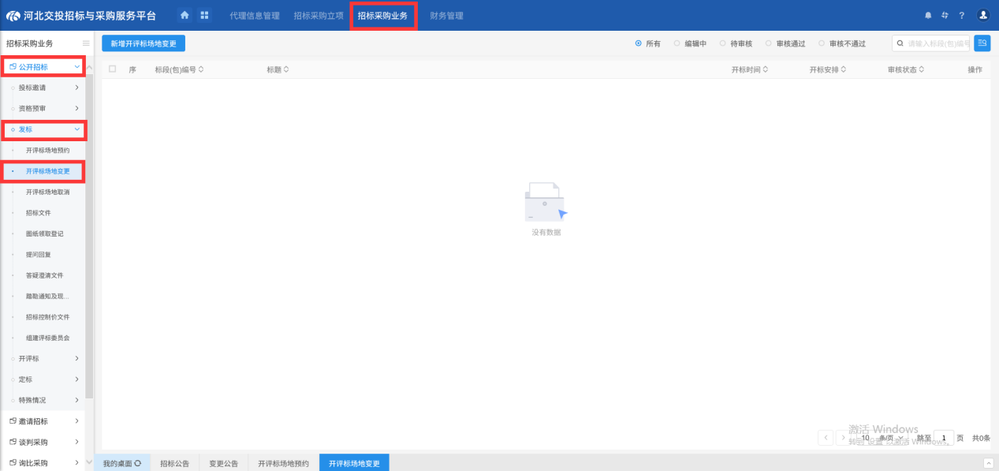 河北交投招标与采购服务平台
代理信息管理 招标采购立项 招标采购业务 财务管理
招标采购业务
新增开评标场地变更
所有 编辑中 待审核 审核通过 审核不通过
请输入标段(包)编号
序 标段(包)编号 标题 开标时间 开标安排 审核状态 操作
公开招标
投标邀请
资格预审
发标
开评标场地预约
开评标场地变更
开评标场地取消
招标文件
图纸领取登记
提问回复
答疑澄清文件
踏勘通知及现...
招标控制价文件
组建评标委员会
开评标
定标
特殊情况
邀请招标
谈判采购
询比采购
没有数据
激活 Windows
转到"设置"以激活 Windows。
10 条/页 跳至 1 页 共0条
我的桌面 招标公告 变更公告 开评标场地预约 开评标场地变更